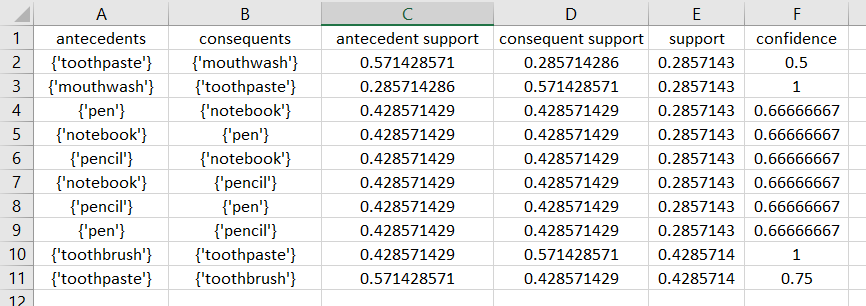 A B C D E F
1 antecedents consequents antecedent support consequent support support confidence
2 {'toothpaste'} {'mouthwash'} 0.571428571 0.285714286 0.2857143 0.5
3 {'mouthwash'} {'toothpaste'} 0.285714286 0.571428571 0.2857143 1
4 {'pen'} {'notebook'} 0.428571429 0.428571429 0.2857143 0.66666667
5 {'notebook'} {'pen'} 0.428571429 0.428571429 0.2857143 0.66666667
6 {'pencil'} {'notebook'} 0.428571429 0.428571429 0.2857143 0.66666667
7 {'notebook'} {'pencil'} 0.428571429 0.428571429 0.2857143 0.66666667
8 {'pencil'} {'pen'} 0.428571429 0.428571429 0.2857143 0.66666667
9 {'pen'} {'pencil'} 0.428571429 0.428571429 0.2857143 0.66666667
10 {'toothbrush'} {'toothpaste'} 0.428571429 0.571428571 0.4285714 1
11 {'toothpaste'} {'toothbrush'} 0.571428571 0.428571429 0.4285714 0.75
12